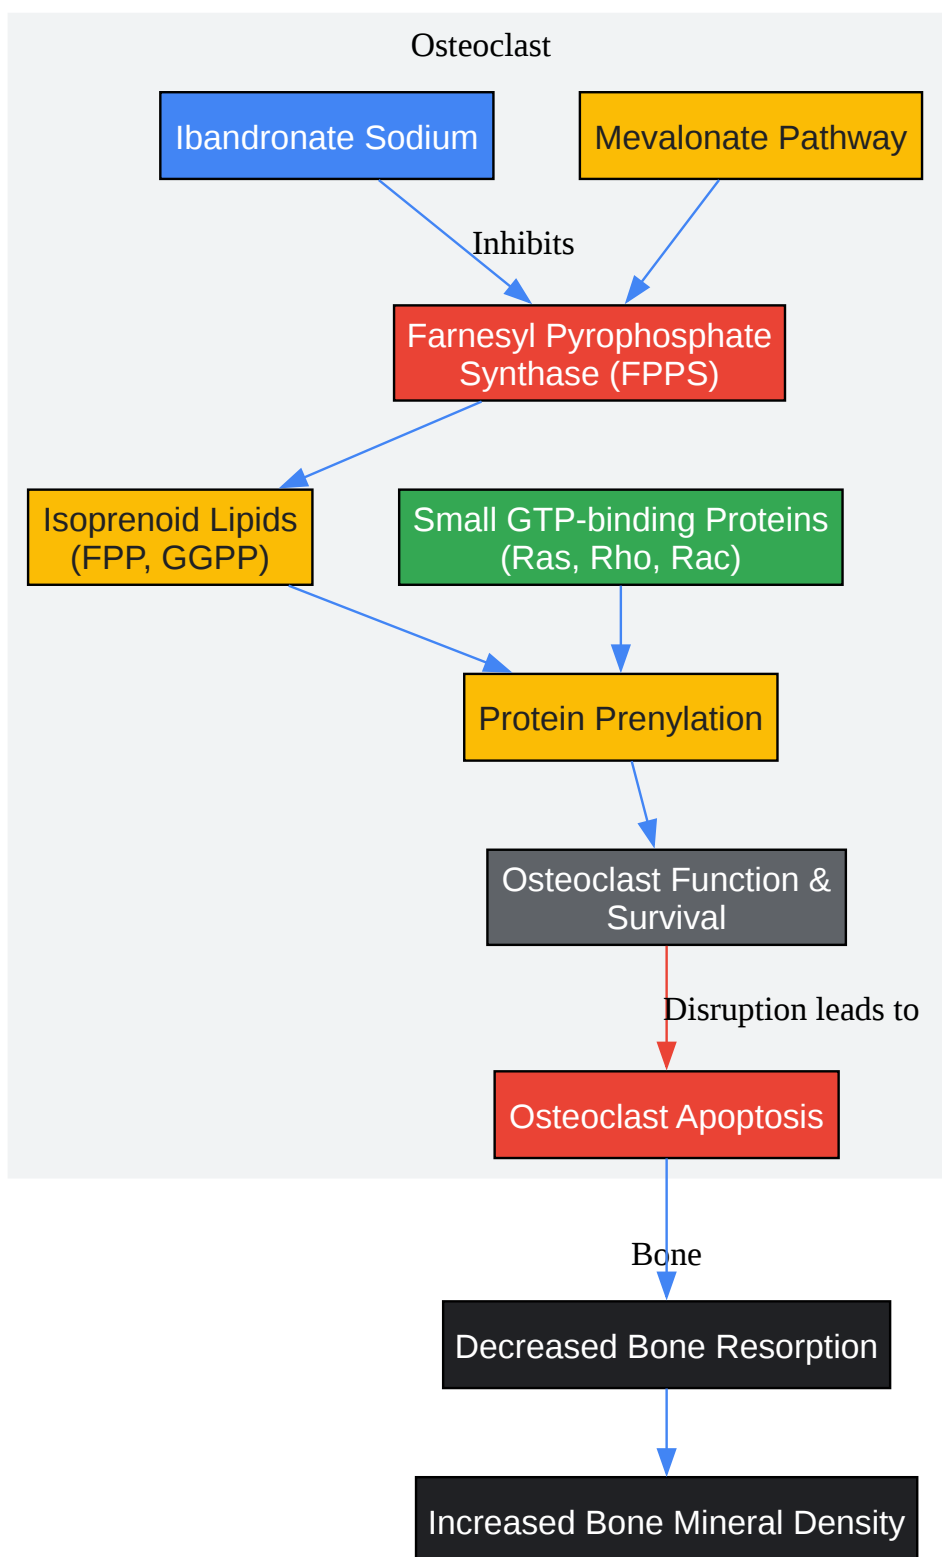 Osteoclast
Ibandronate Sodium
Mevalonate Pathway
Inhibits
Farnesyl Pyrophosphate
Synthase (FPPS)
Isoprenoid Lipids
(FPP, GGPP)
Small GTP-binding Proteins
(Ras, Rho, Rac)
Protein Prenylation
Osteoclast Function &
Survival
Disruption leads to
Osteoclast Apoptosis
Bone
Decreased Bone Resorption
Increased Bone Mineral Density